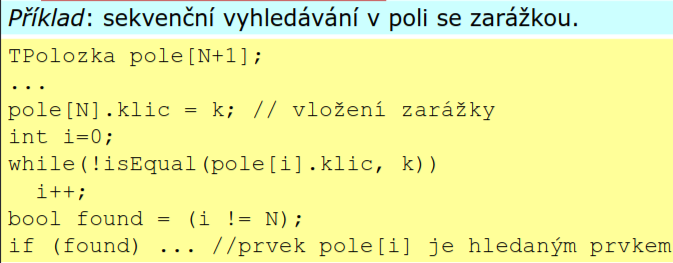 Příklad: sekvenční vyhledávání v poli se zarážkou.
TPolozka pole[N+1];
...
pole[N].klic = k; // vložení zarážky
int i=0;
while(!isEqual(pole[i].klic, k))
  i++;
bool found = (i != N);
if (found) ... //prvek pole[i] je hledaným prvkem